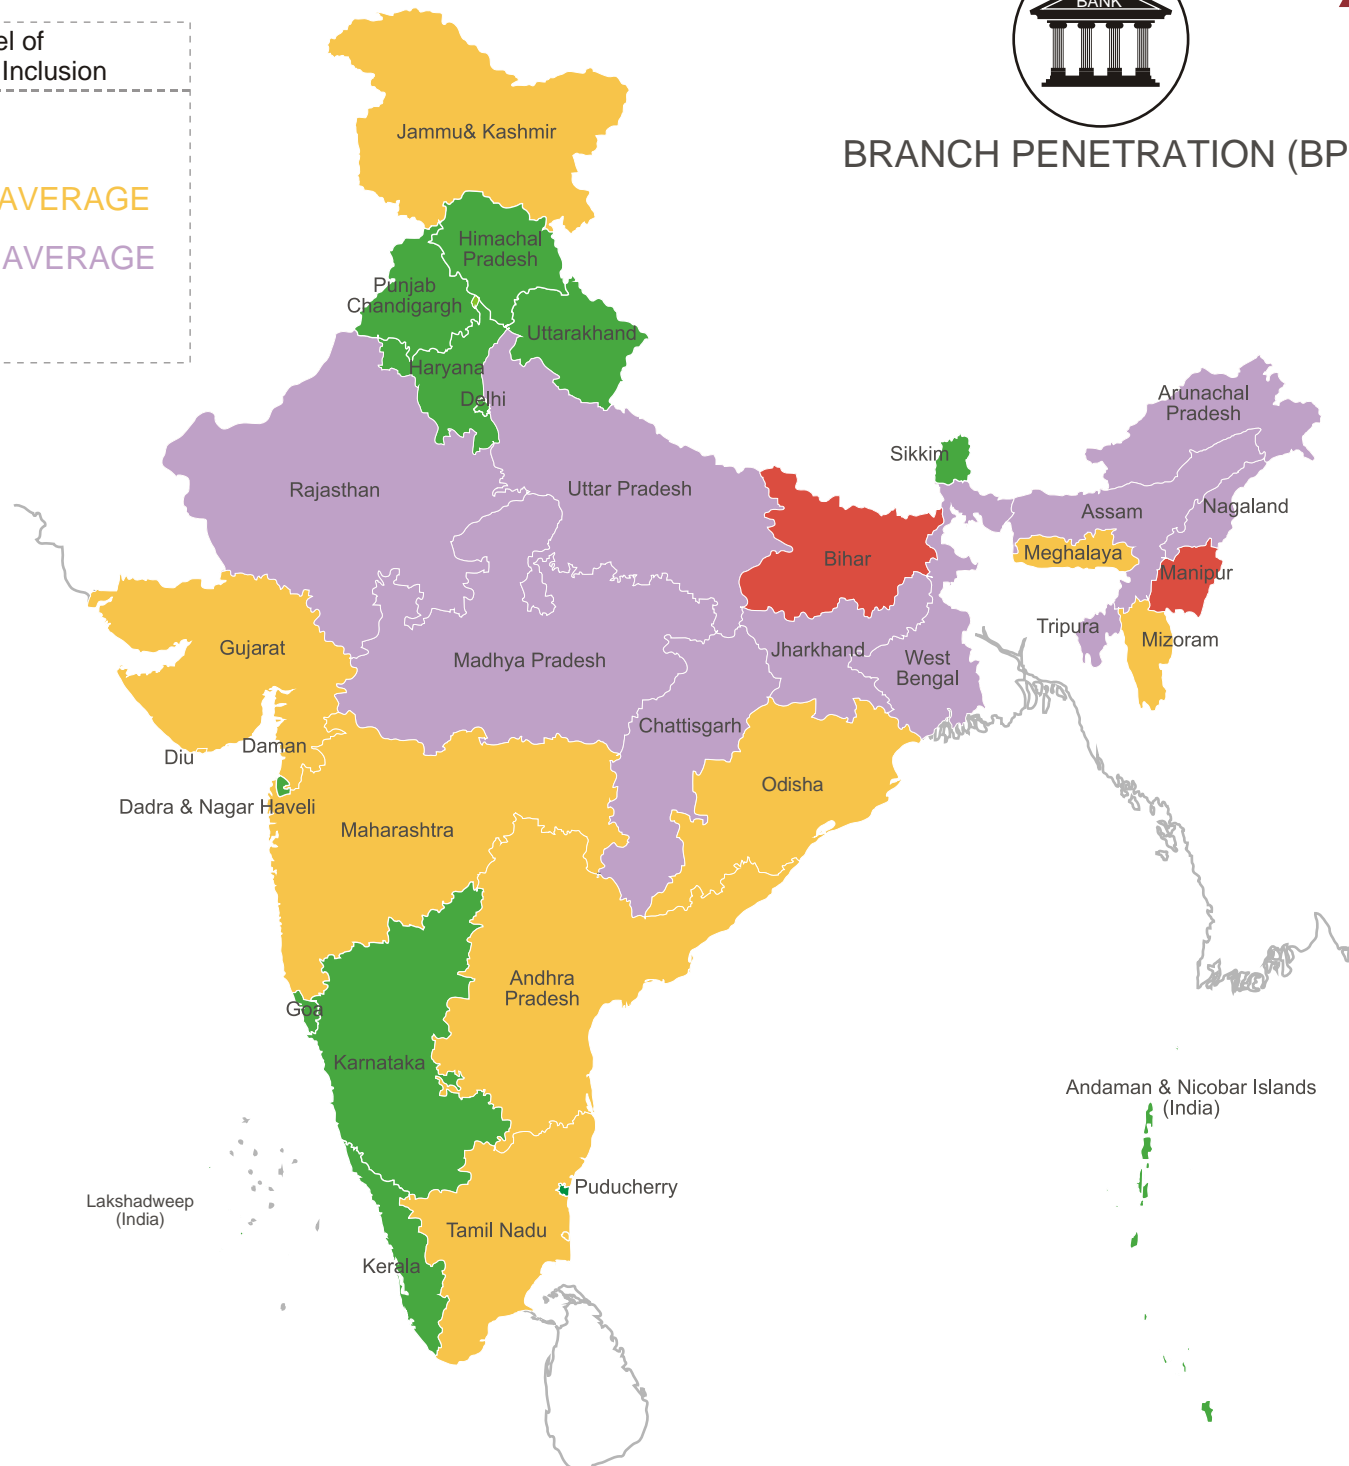 el of
Inclusion
AVERAGE
AVERAGE
BANK
BRANCH PENETRATION (BP
Jammu& Kashmir
Himachal
Pradesh
Punjab
Chandigargh
Uttarakhand
Haryana
Delhi
Arunachal
Pradesh
Sikkim
Rajasthan
Uttar Pradesh
Assam
Nagaland
Bihar
Meghalaya
Manipur
Tripura
Mizoram
Gujarat
Madhya Pradesh
Jharkhand
West
Bengal
Chattisgarh
Diu
Daman
Dadra & Nagar Haveli
Odisha
Maharashtra
Andhra
Pradesh
Goa
Karnataka
Andaman & Nicobar Islands
(India)
Lakshadweep
(India)
Puducherry
Tamil Nadu
Kerala